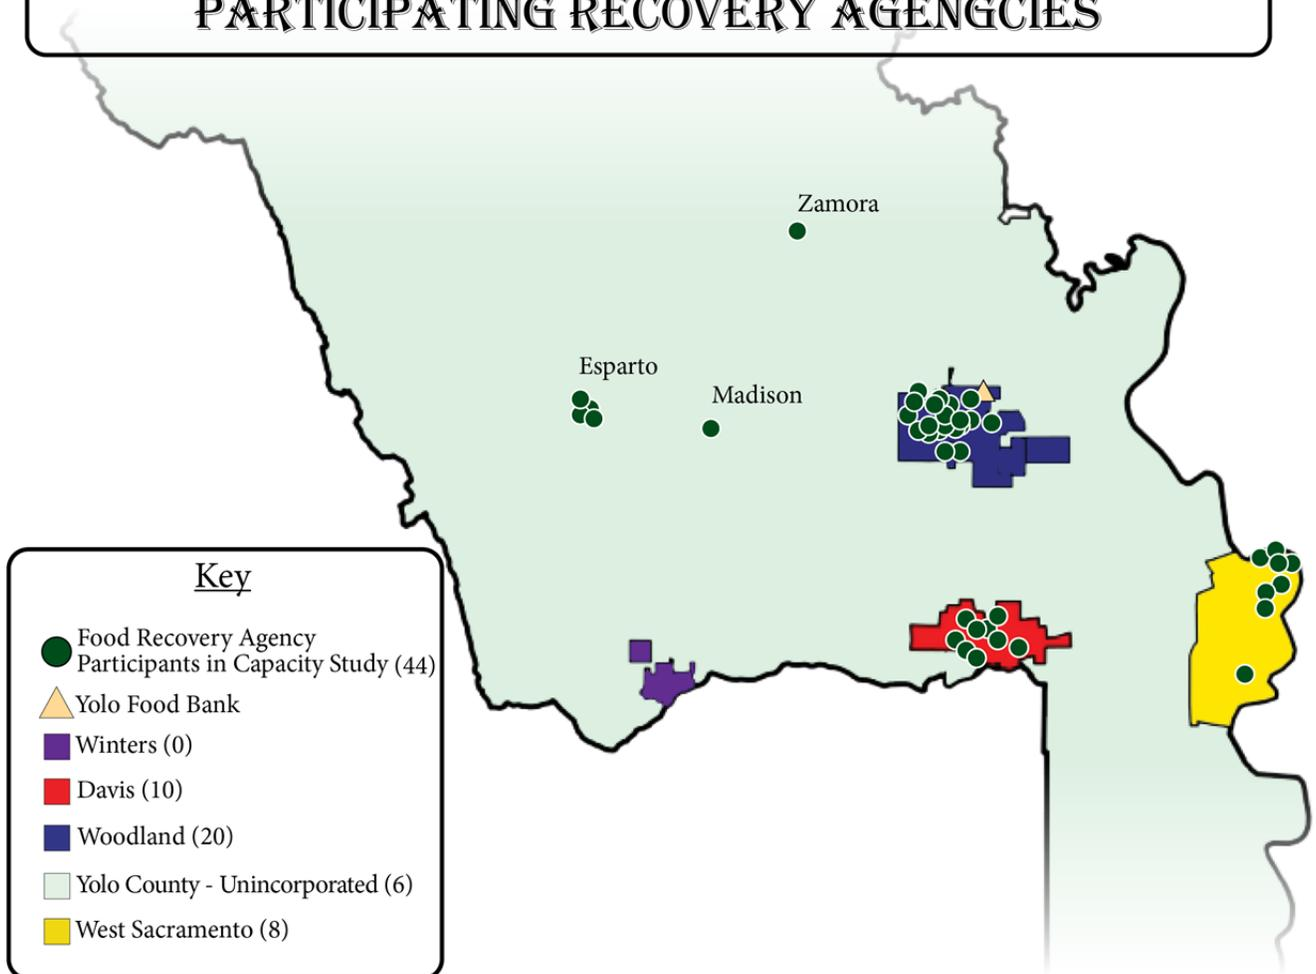 PARTICIPATING RECOVERY AGENGCIES
Zamora
Esparto
Madison
Key
Food Recovery Agency
Participants in Capacity Study (44)
Yolo Food Bank
Winters (0)
Davis (10)
Woodland (20)
Yolo County - Unincorporated (6)
West Sacramento (8)